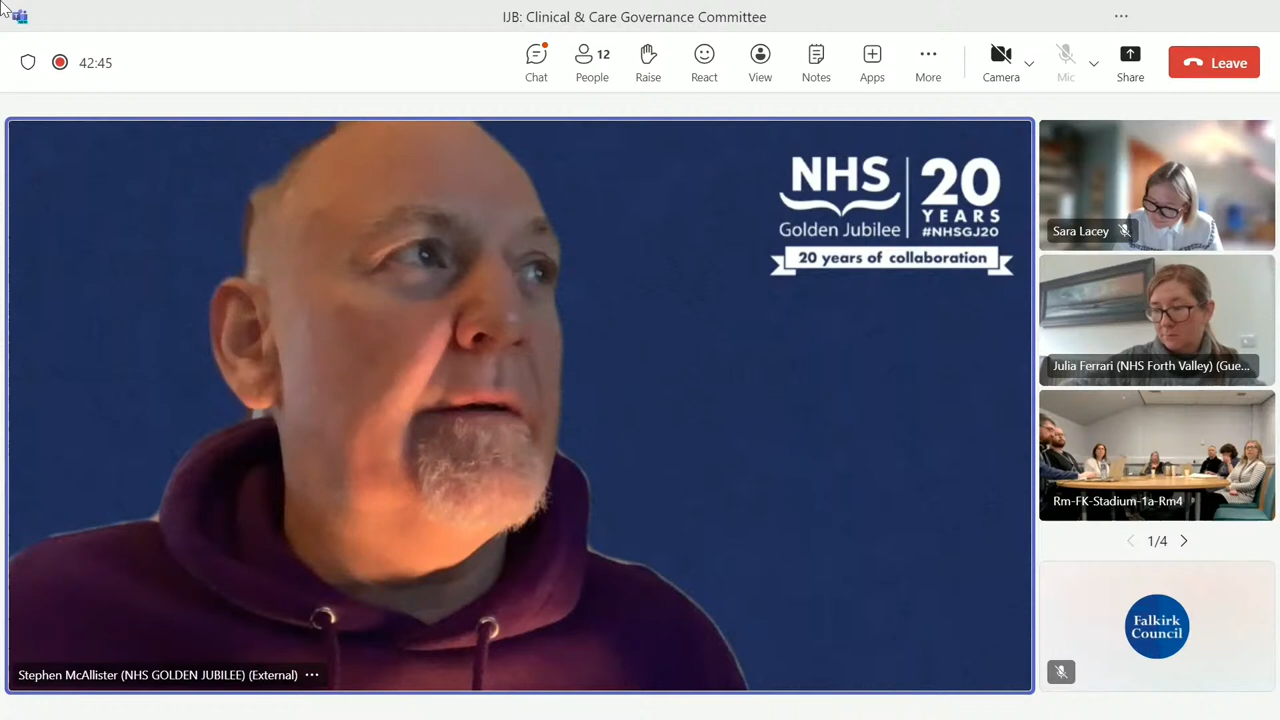 IJB: Clinical & Care Governance Committee
42:45
Chat
12
People
Raise
React
View
Notes
Apps
More
Camera
Mic
Share
Leave
NHS
Golden Jubilee
20
YEARS
#NHSGJ20
20 years of collaboration
Stephen McAllister (NHS GOLDEN JUBILEE) (External)
Sara Lacey
Julia Ferrari (NHS Forth Valley) (Gue...
Rm-FK-Stadium-1a-Rm4
1/4
Falkirk
Council